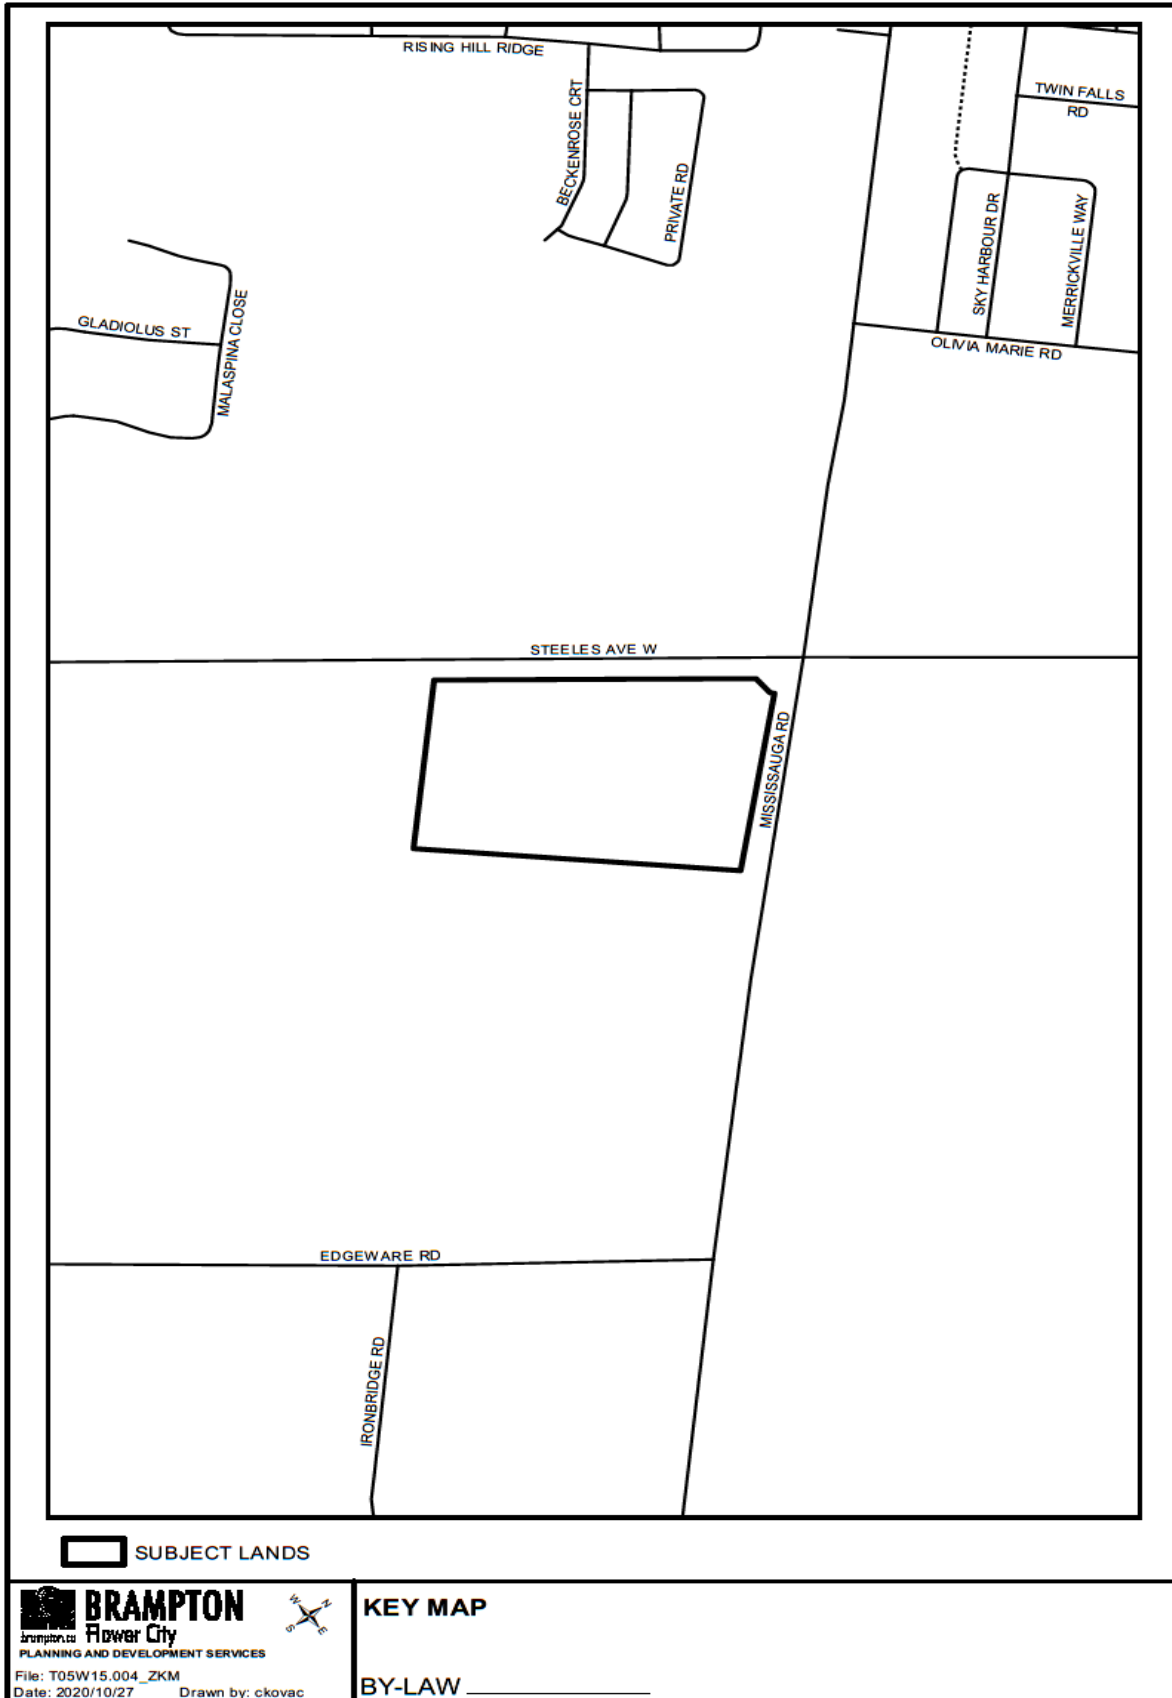 RISING HILL RIDGE
BECKENROSE CRT
PRIVATE RD
TWIN FALLS
RD
SKY HARBOUR DR
MERRICKVILLE WAY
GLADIOLUS ST
MALASPINA CLOSE
OLIVIA MARIE RD
STEELES AVE W
MISSISSAUGA RD
EDGEWARE RD
IRONBRIDGE RD
SUBJECT LANDS
BRAMPTON
brampton.ca Flower City
PLANNING AND DEVELOPMENT SERVICES
File: T05W15.004_ZKM
Date: 2020/10/27 Drawn by: ckovac
W N
S E
KEY MAP
BY-LAW